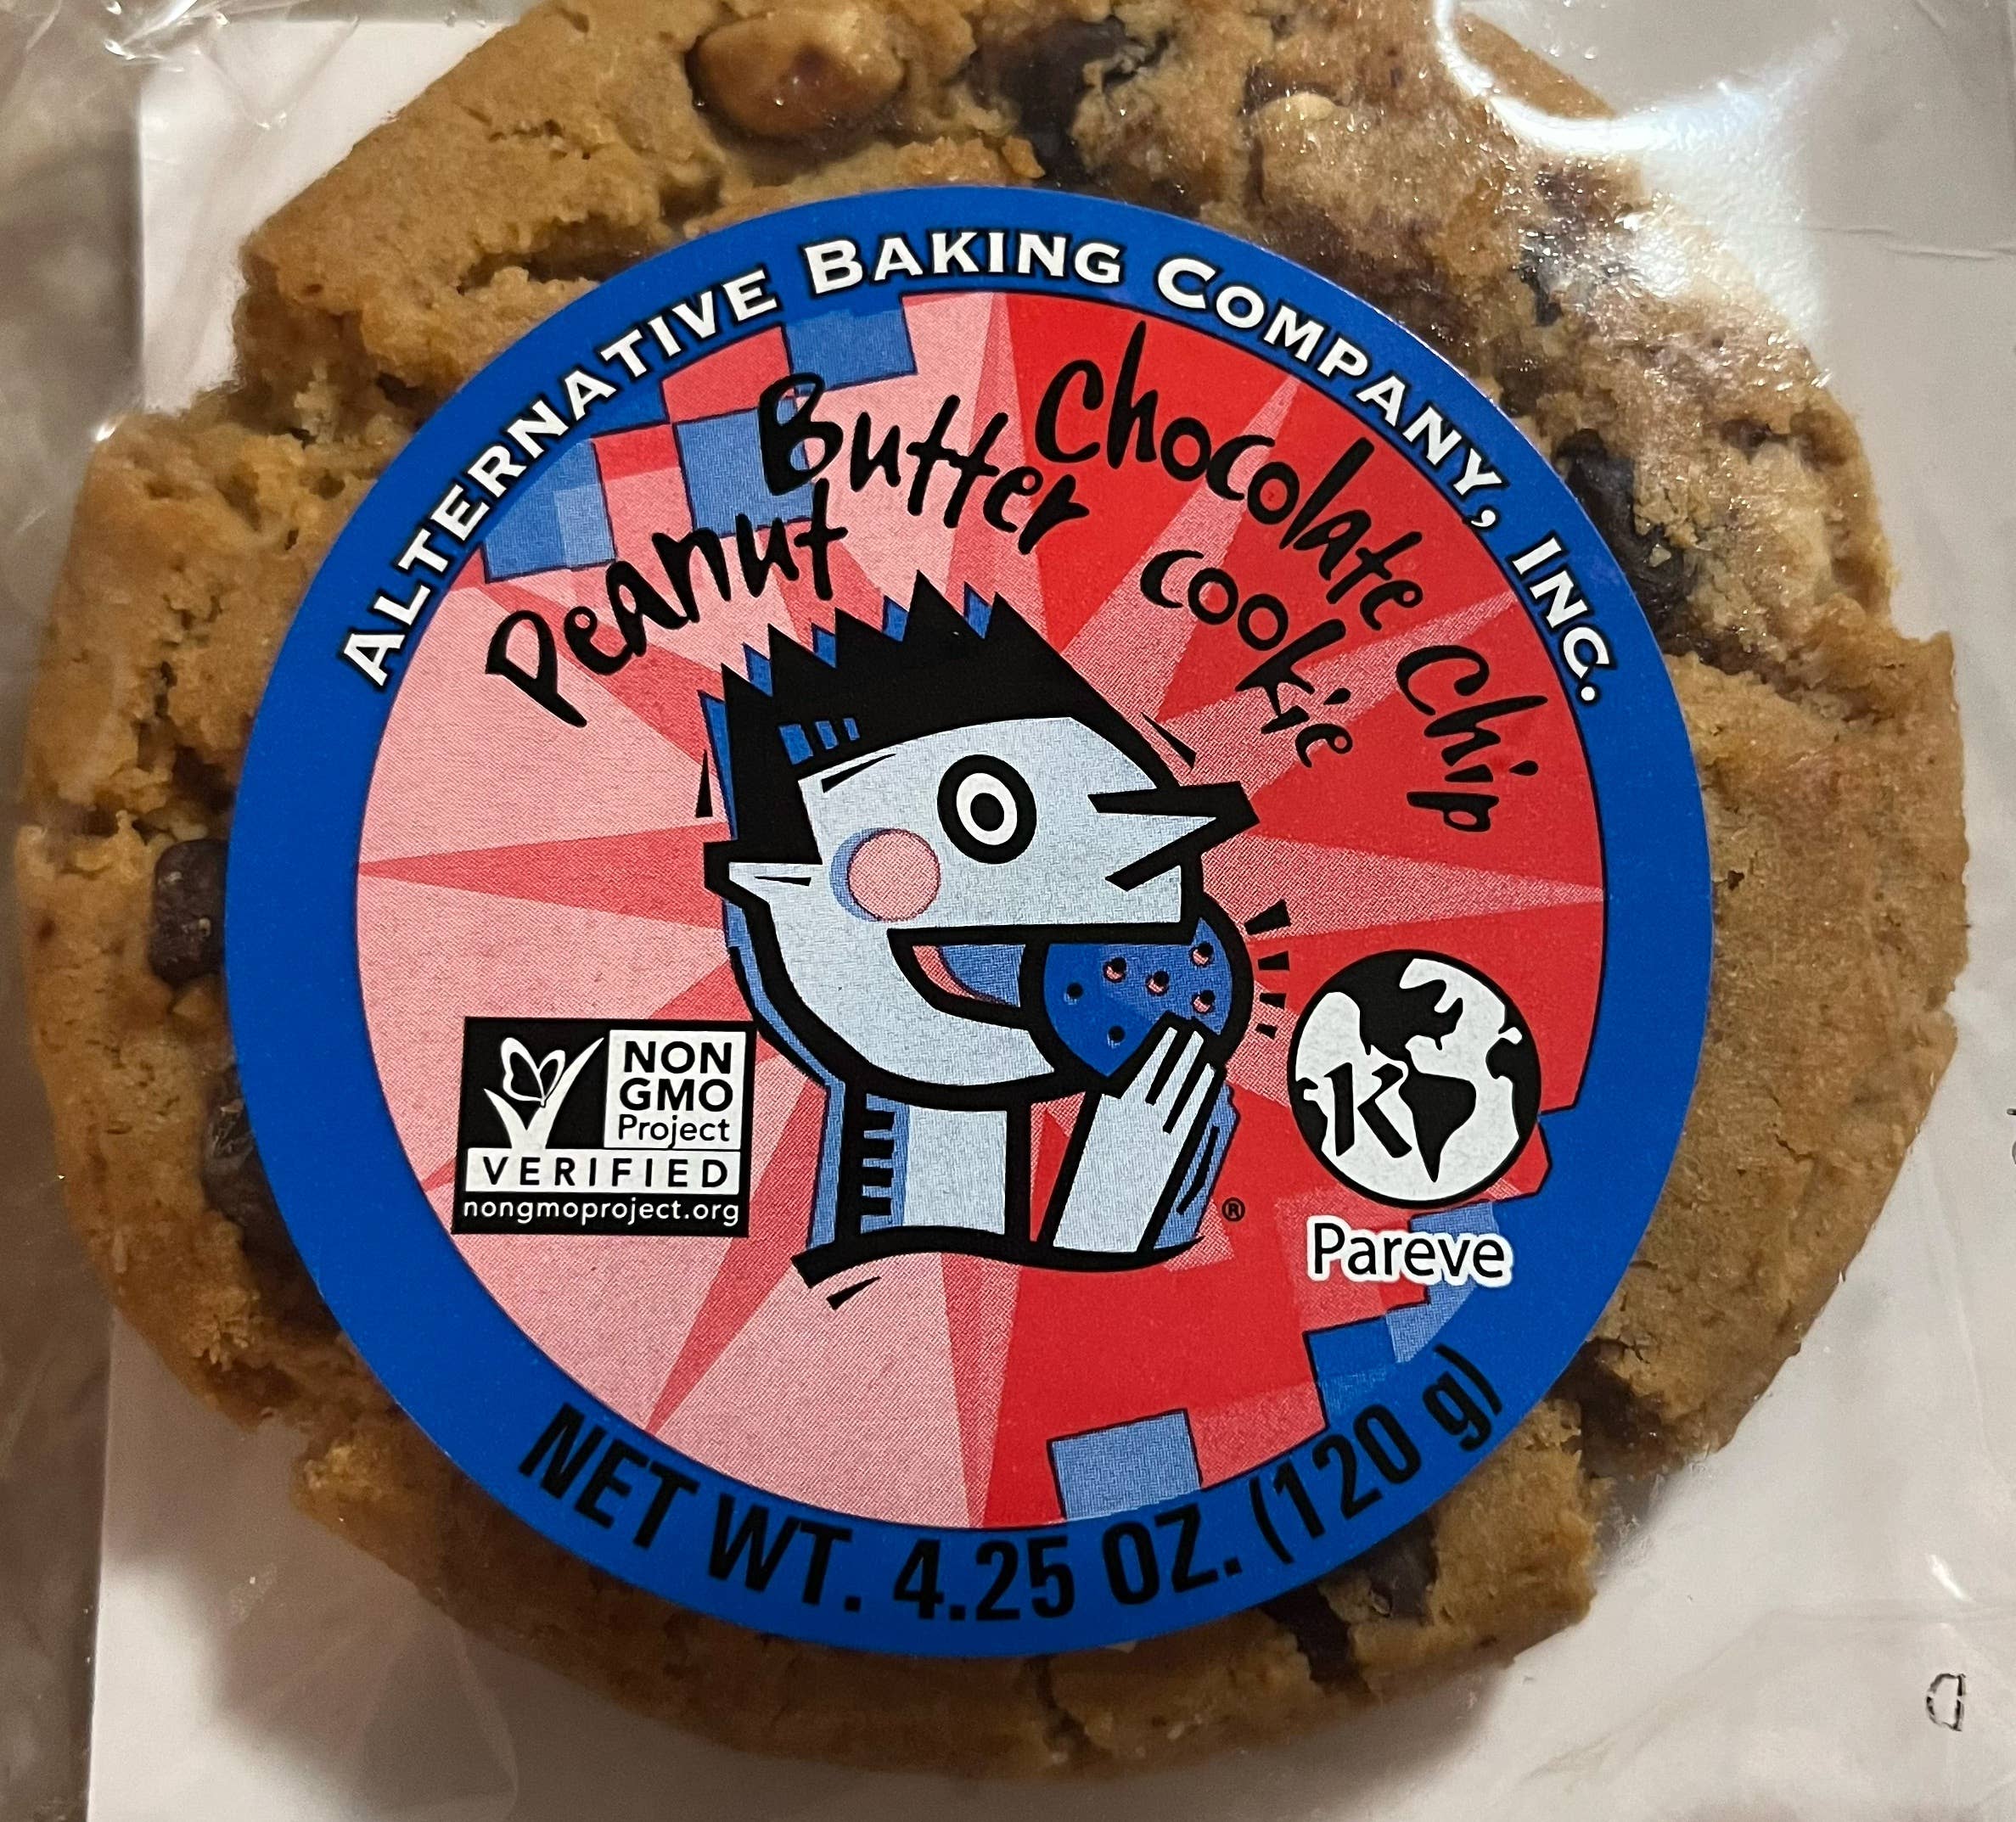 ALTERNATIVE BAKING COMPANY, INC.
Peanut Butter Chocolate Chip
cookie
NON
GMO
Project
VERIFIED
nongmoproject.org
K
®
Pareve
NET WT. 4.25 OZ. (120 g)